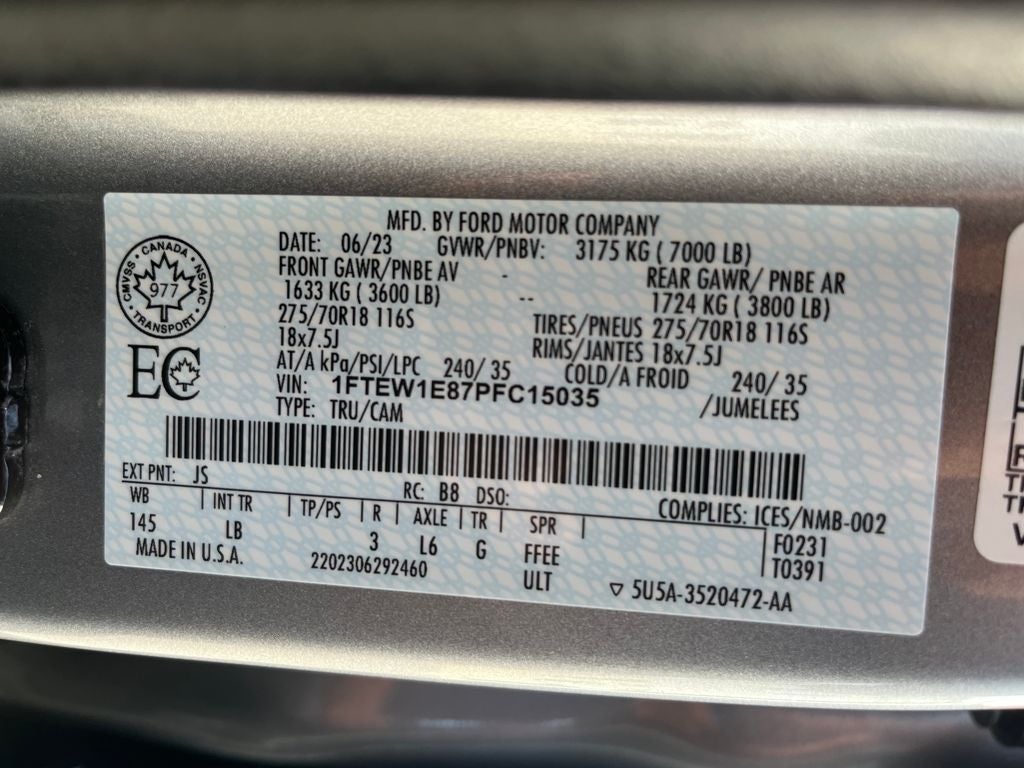 MFD. BY FORD MOTOR COMPANY
DATE: 06/23 GVWR/PNBV: 3175 KG ( 7000 LB)
FRONT GAWR/PNBE AV - REAR GAWR/ PNBE AR
1633 KG ( 3600 LB) -- 1724 KG ( 3800 LB)
275/70R18 116S TIRES/PNEUS 275/70R18 116S
18x7.5J RIMS/JANTES 18x7.5J
AT/A kPa/PSI/LPC 240/ 35 COLD/A FROID 240/ 35
VIN: 1FTEW1E87PFC15035 /JUMELEES
TYPE: TRU/CAM
CMVSS · CANADA · NSVAC · TRANSPORT ·
977
EC
EXT PNT: JS RC: B8 DSO: COMPLIES: ICES/NMB-002
WB | INT TR | TP/PS | R | AXLE | TR | SPR |
145 LB 3 L6 G FFEE F0231
MADE IN U.S.A. 2202306292460 ULT T0391
5U5A-3520472-AA
R
V